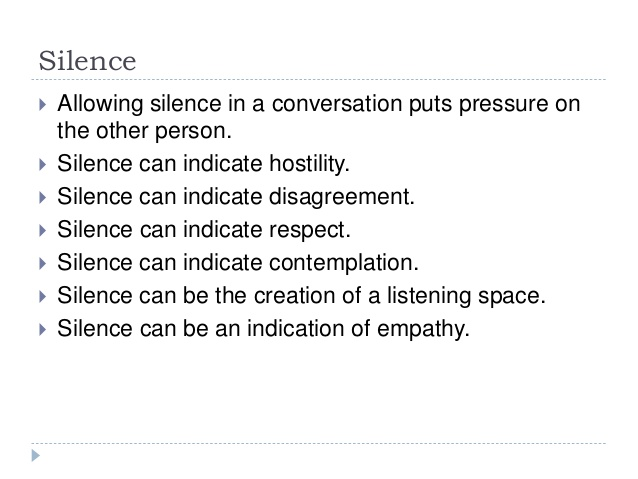 Silence
Allowing silence in a conversation puts pressure on
the other person.
Silence can indicate hostility.
Silence can indicate disagreement.
Silence can indicate respect.
Silence can indicate contemplation.
Silence can be the creation of a listening space.
Silence can be an indication of empathy.